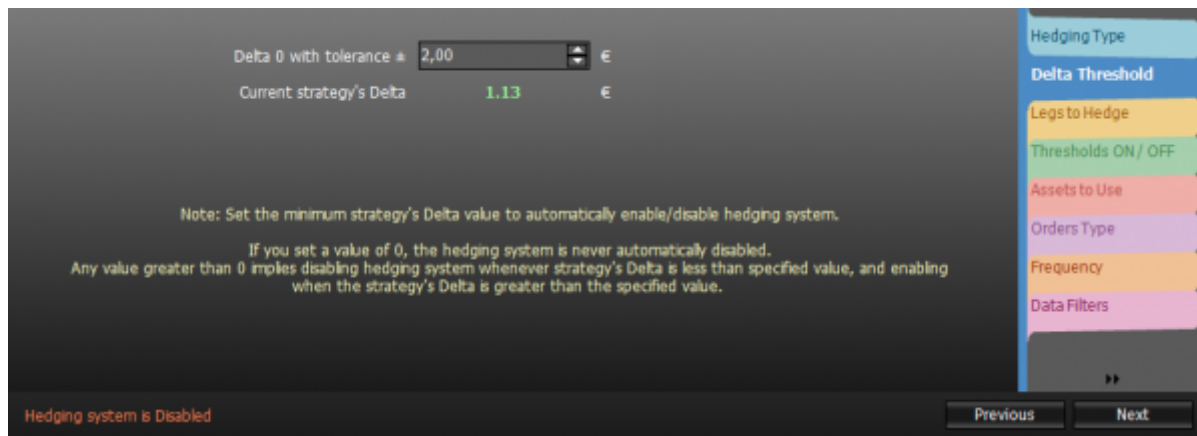 Delta 0 with tolerance ± 2,00 €
Current strategy's Delta 1.13 €
Note: Set the minimum strategy's Delta value to automatically enable/disable hedging system.
If you set a value of 0, the hedging system is never automatically disabled.
Any value greater than 0 implies disabling hedging system whenever strategy's Delta is less than specified value, and enabling
when the strategy's Delta is greater than the specified value.
Hedging Type
Delta Threshold
Legs to Hedge
Thresholds ON / OFF
Assets to Use
Orders Type
Frequency
Data Filters
Hedging system is Disabled
Previous Next